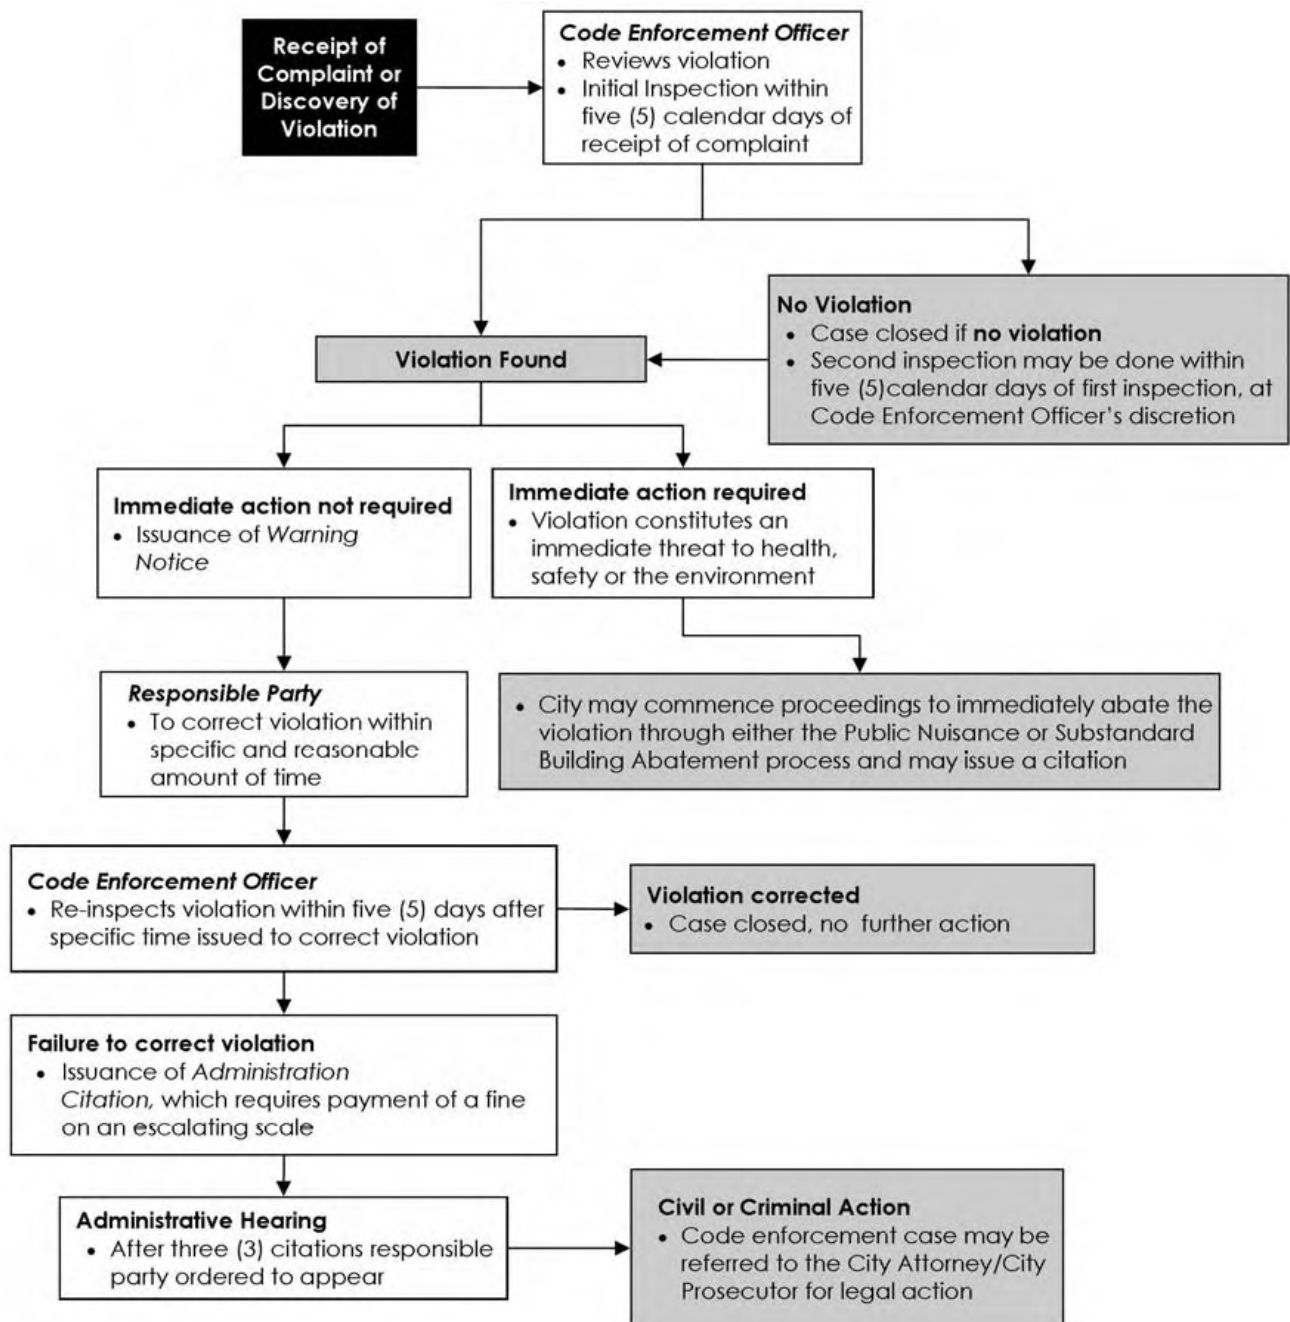 Receipt of
Complaint or
Discovery of
Violation
Code Enforcement Officer
• Reviews violation
• Initial Inspection within
five (5) calendar days of
receipt of complaint
No Violation
• Case closed if no violation
• Second inspection may be done within
five (5)calendar days of first inspection, at
Code Enforcement Officer's discretion
Violation Found
Immediate action not required
• Issuance of Warning
Notice
Immediate action required
• Violation constitutes an
immediate threat to health,
safety or the environment
Responsible Party
• To correct violation within
specific and reasonable
amount of time
• City may commence proceedings to immediately abate the
violation through either the Public Nuisance or Substandard
Building Abatement process and may issue a citation
Code Enforcement Officer
• Re-inspects violation within five (5) days after
specific time issued to correct violation
Violation corrected
• Case closed, no further action
Failure to correct violation
• Issuance of Administration
Citation, which requires payment of a fine
on an escalating scale
Administrative Hearing
• After three (3) citations responsible
party ordered to appear
Civil or Criminal Action
• Code enforcement case may be
referred to the City Attorney/City
Prosecutor for legal action